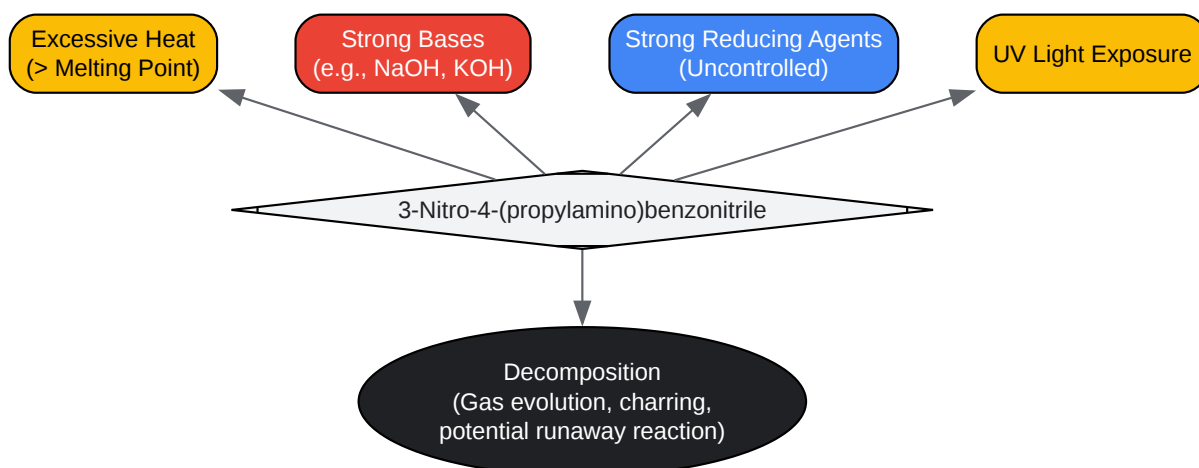 Excessive Heat
(> Melting Point)
Strong Bases
(e.g., NaOH, KOH)
Strong Reducing Agents
(Uncontrolled)
UV Light Exposure
3-Nitro-4-(propylamino)benzonitrile
Decomposition
(Gas evolution, charring,
potential runaway reaction)